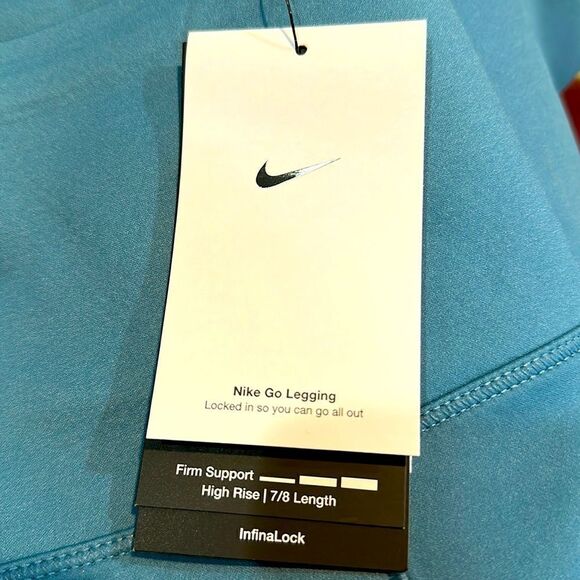 Nike Go Legging
Locked in so you can go all out
Firm Support
High Rise | 7/8 Length
InfinaLock